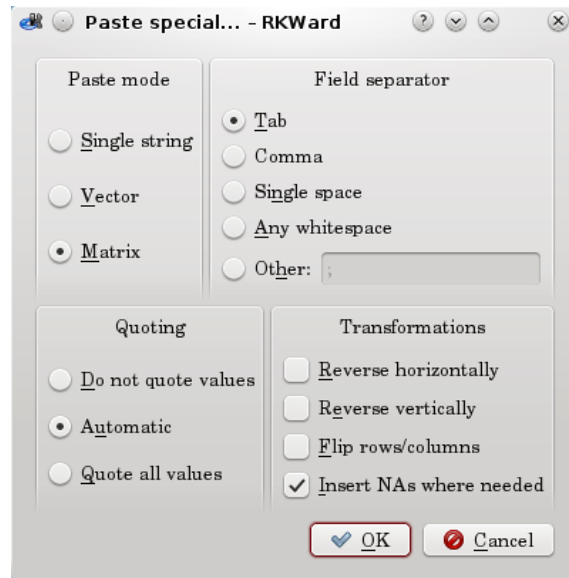 Paste special... – RKWard
Paste mode
Single string
Vector
Matrix
Field separator
Tab
Comma
Single space
Any whitespace
Other: ;
Quoting
Do not quote values
Automatic
Quote all values
Transformations
Reverse horizontally
Reverse vertically
Flip rows/columns
Insert NAs where needed
OK
Cancel